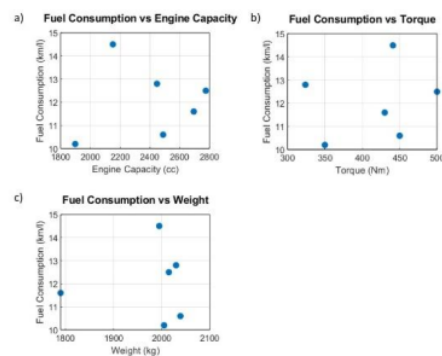 a) Fuel Consumption vs Engine Capacity
Fuel Consumption (km/l)
15
14
13
12
11
10
1800 2000 2200 2400 2600 2800
Engine Capacity (cc)
b) Fuel Consumption vs Torque
Fuel Consumption (km/l)
15
14
13
12
11
10
300 350 400 450 500
Torque (Nm)
c) Fuel Consumption vs Weight
Fuel Consumption (km/l)
15
14
13
12
11
10
1800 1900 2000 2100
Weight (kg)